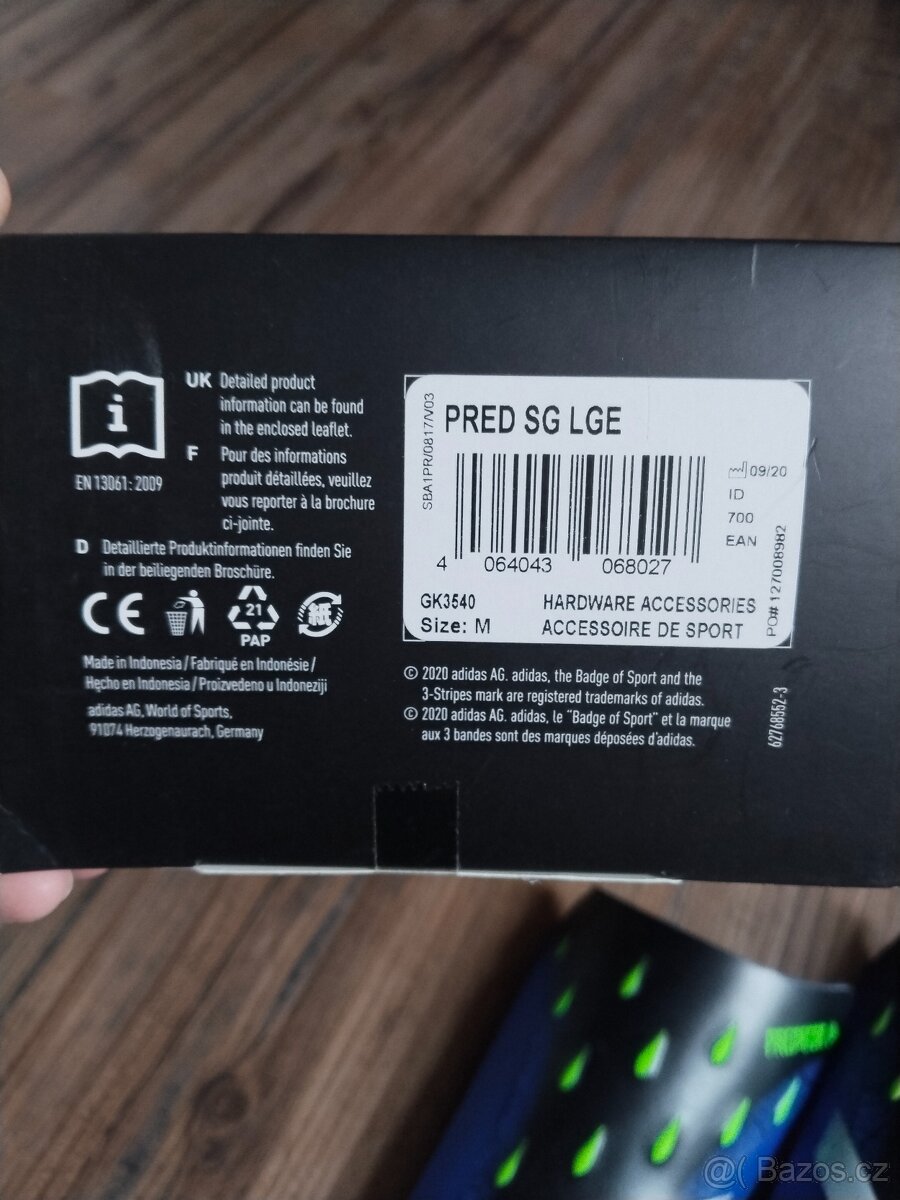 UK Detailed product
information can be found
in the enclosed leaflet.
F Pour des informations
produit détaillées, veuillez
vous reporter à la brochure
ci-jointe.
i
EN 13061: 2009
D Detaillierte Produktinformationen finden Sie
in der beiliegenden Broschüre.
CE
21
PAP
紙
Made in Indonesia / Fabriqué en Indonésie /
Hecho en Indonesia / Proizvedeno u Indoneziji
adidas AG, World of Sports,
91074 Herzogenaurach, Germany
SBA1PR/0817/V03
PRED SG LGE
09/20
ID
700
EAN
4 064043 068027
PO# 127008982
GK3540 HARDWARE ACCESSORIES
Size: M ACCESSOIRE DE SPORT
© 2020 adidas AG. adidas, the Badge of Sport and the
3-Stripes mark are registered trademarks of adidas.
© 2020 adidas AG. adidas, le "Badge of Sport" et la marque
aux 3 bandes sont des marques déposées d'adidas.
62768552-3
@( Bazos.cz